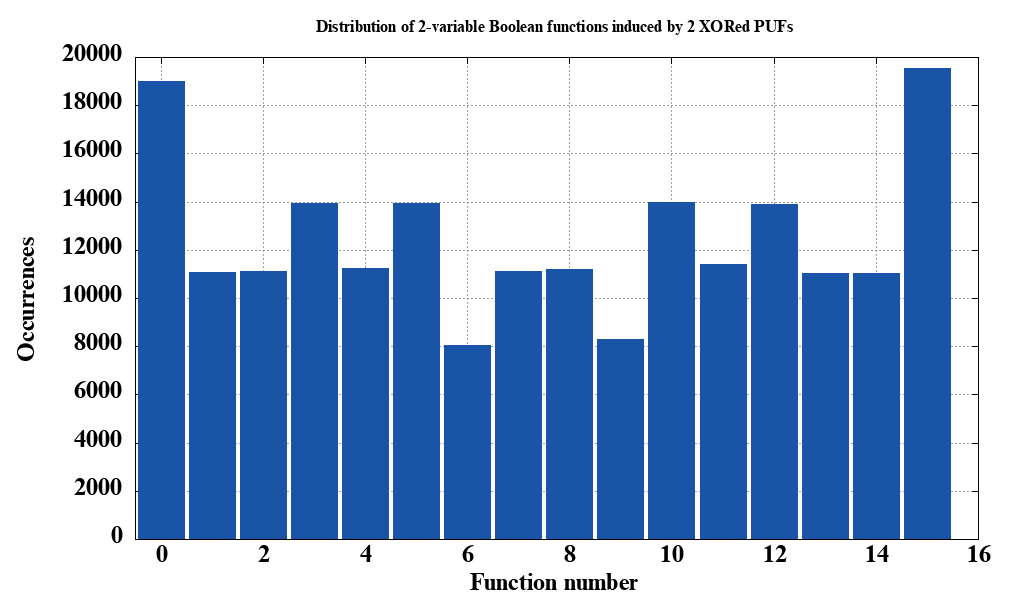 Distribution of 2-variable Boolean functions induced by 2 XORed PUFs
20000
18000
16000
14000
12000
10000
8000
6000
4000
2000
0
Occurrences
0 2 4 6 8 10 12 14 16
Function number